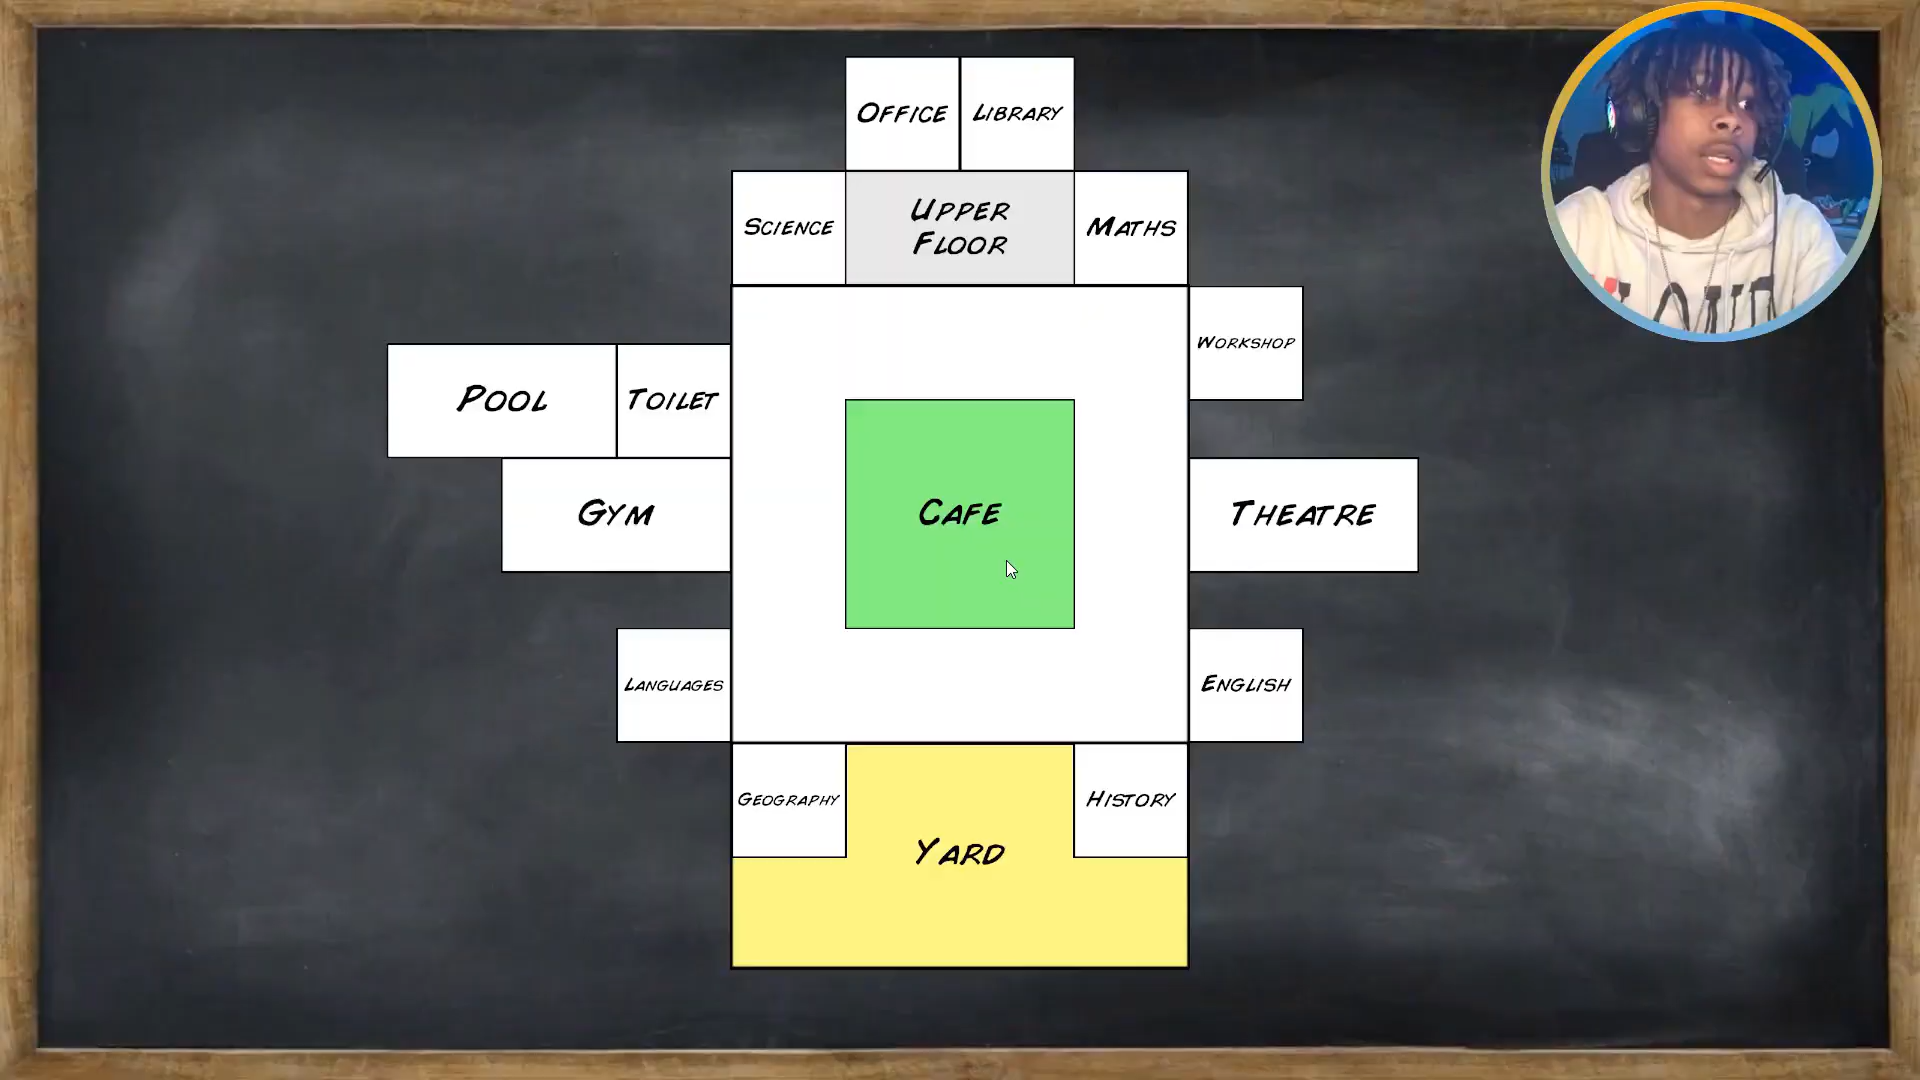 Office
Library
Science
Upper
Floor
Maths
Workshop
Pool
Toilet
Gym
Cafe
Theatre
Languages
English
Geography
History
Yard